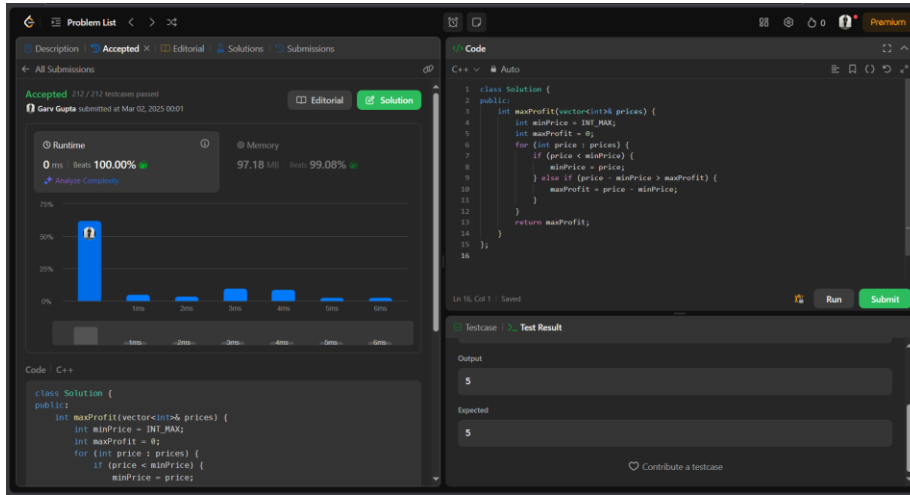 Problem List
0
Premium
Description
Accepted
Editorial
Solutions
Submissions
All Submissions
Accepted 212 / 212 testcases passed
Garv Gupta submitted at Mar 02, 2025 00:01
Editorial
Solution
Runtime
0 ms Beats 100.00%
Analyze Complexity
Memory
97.18 MB Beats 99.08%
75%
50%
25%
0%
1ms 2ms 3ms 4ms 5ms 6ms
1ms 2ms 3ms 4ms 5ms 6ms
Code C++
class Solution {
public:
int maxProfit(vector<int>& prices) {
int minPrice = INT_MAX;
int maxProfit = 0;
for (int price : prices) {
if (price < minPrice) {
minPrice = price;
</> Code
C++ Auto
1 class Solution {
2 public:
3 int maxProfit(vector<int>& prices) {
4 int minPrice = INT_MAX;
5 int maxProfit = 0;
6 for (int price : prices) {
7 if (price < minPrice) {
8 minPrice = price;
9 } else if (price - minPrice > maxProfit) {
10 maxProfit = price - minPrice;
11 }
12 }
13 return maxProfit;
14 }
15 };
16
Ln 16, Col 1 Saved
Run
Submit
Testcase
>_ Test Result
Output
5
Expected
5
Contribute a testcase